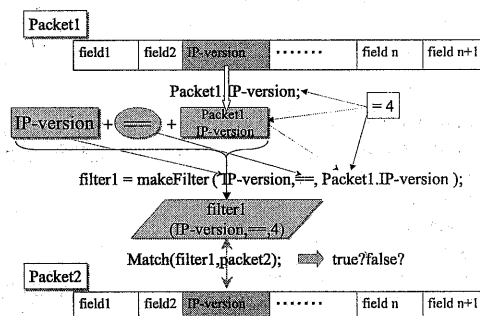 Packet1
field1 field2 IP-version ······· field n field n+1
Packet1.IP-version;
= 4
IP-version + == + Packet1 IP-version
filter1 = makeFilter ( IP-version,==, Packet1.IP-version );
filter1
(IP-version,==,4)
Match(filter1,packet2); true?false?
Packet2
field1 field2 IP-version ······· field n field n+1